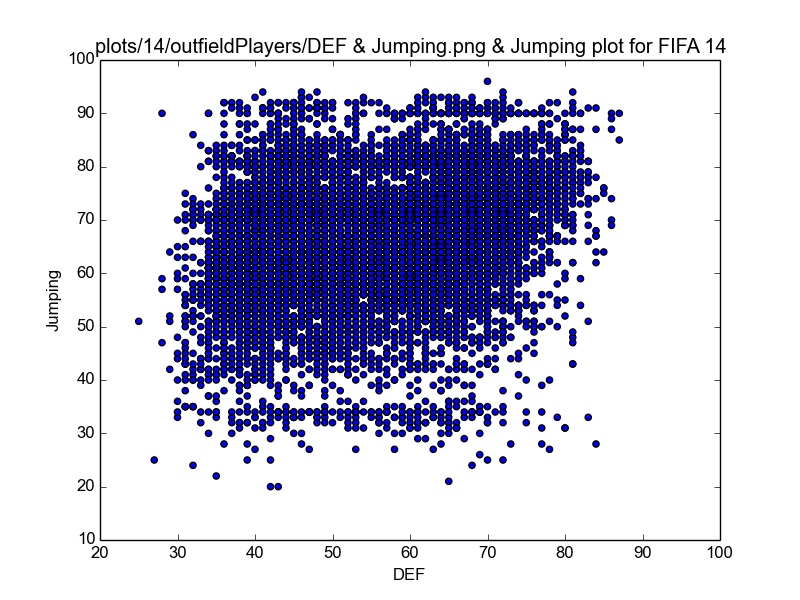 plots/14/outfieldPlayers/DEF & Jumping.png & Jumping plot for FIFA 14
100
90
80
70
60
50
40
30
20
10
Jumping
20 30 40 50 60 70 80 90 100
DEF